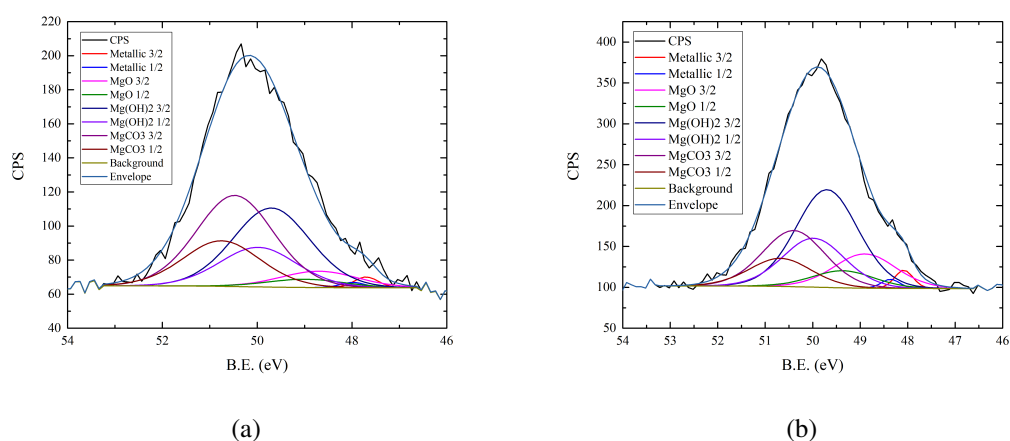 220
200
180
160
140
120
100
80
60
40
CPS
CPS
Metallic 3/2
Metallic 1/2
MgO 3/2
MgO 1/2
Mg(OH)2 3/2
Mg(OH)2 1/2
MgCO3 3/2
MgCO3 1/2
Background
Envelope
54 52 50 48 46
B.E. (eV)
(a)
400
350
300
250
200
150
100
50
CPS
CPS
Metallic 3/2
Metallic 1/2
MgO 3/2
MgO 1/2
Mg(OH)2 3/2
Mg(OH)2 1/2
MgCO3 3/2
MgCO3 1/2
Background
Envelope
54 53 52 51 50 49 48 47 46
B.E. (eV)
(b)